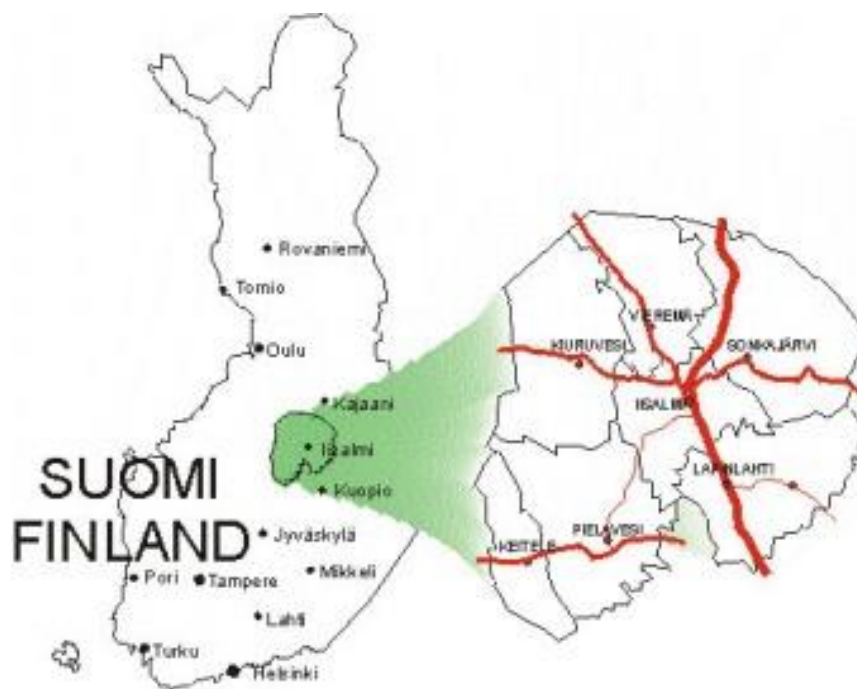 Rovaniemi
Tornio
Oulu
Kajaani
Iisalmi
Kuopio
SUOMI
FINLAND
Jyväskylä
Pori
Tampere
Mikkeli
Lahti
Turku
Helsinki
VIEREMÄ
KIURUVESI
SONKAJÄRVI
IISALMI
LAPINLAHTI
PIELAVESI
KEITELE